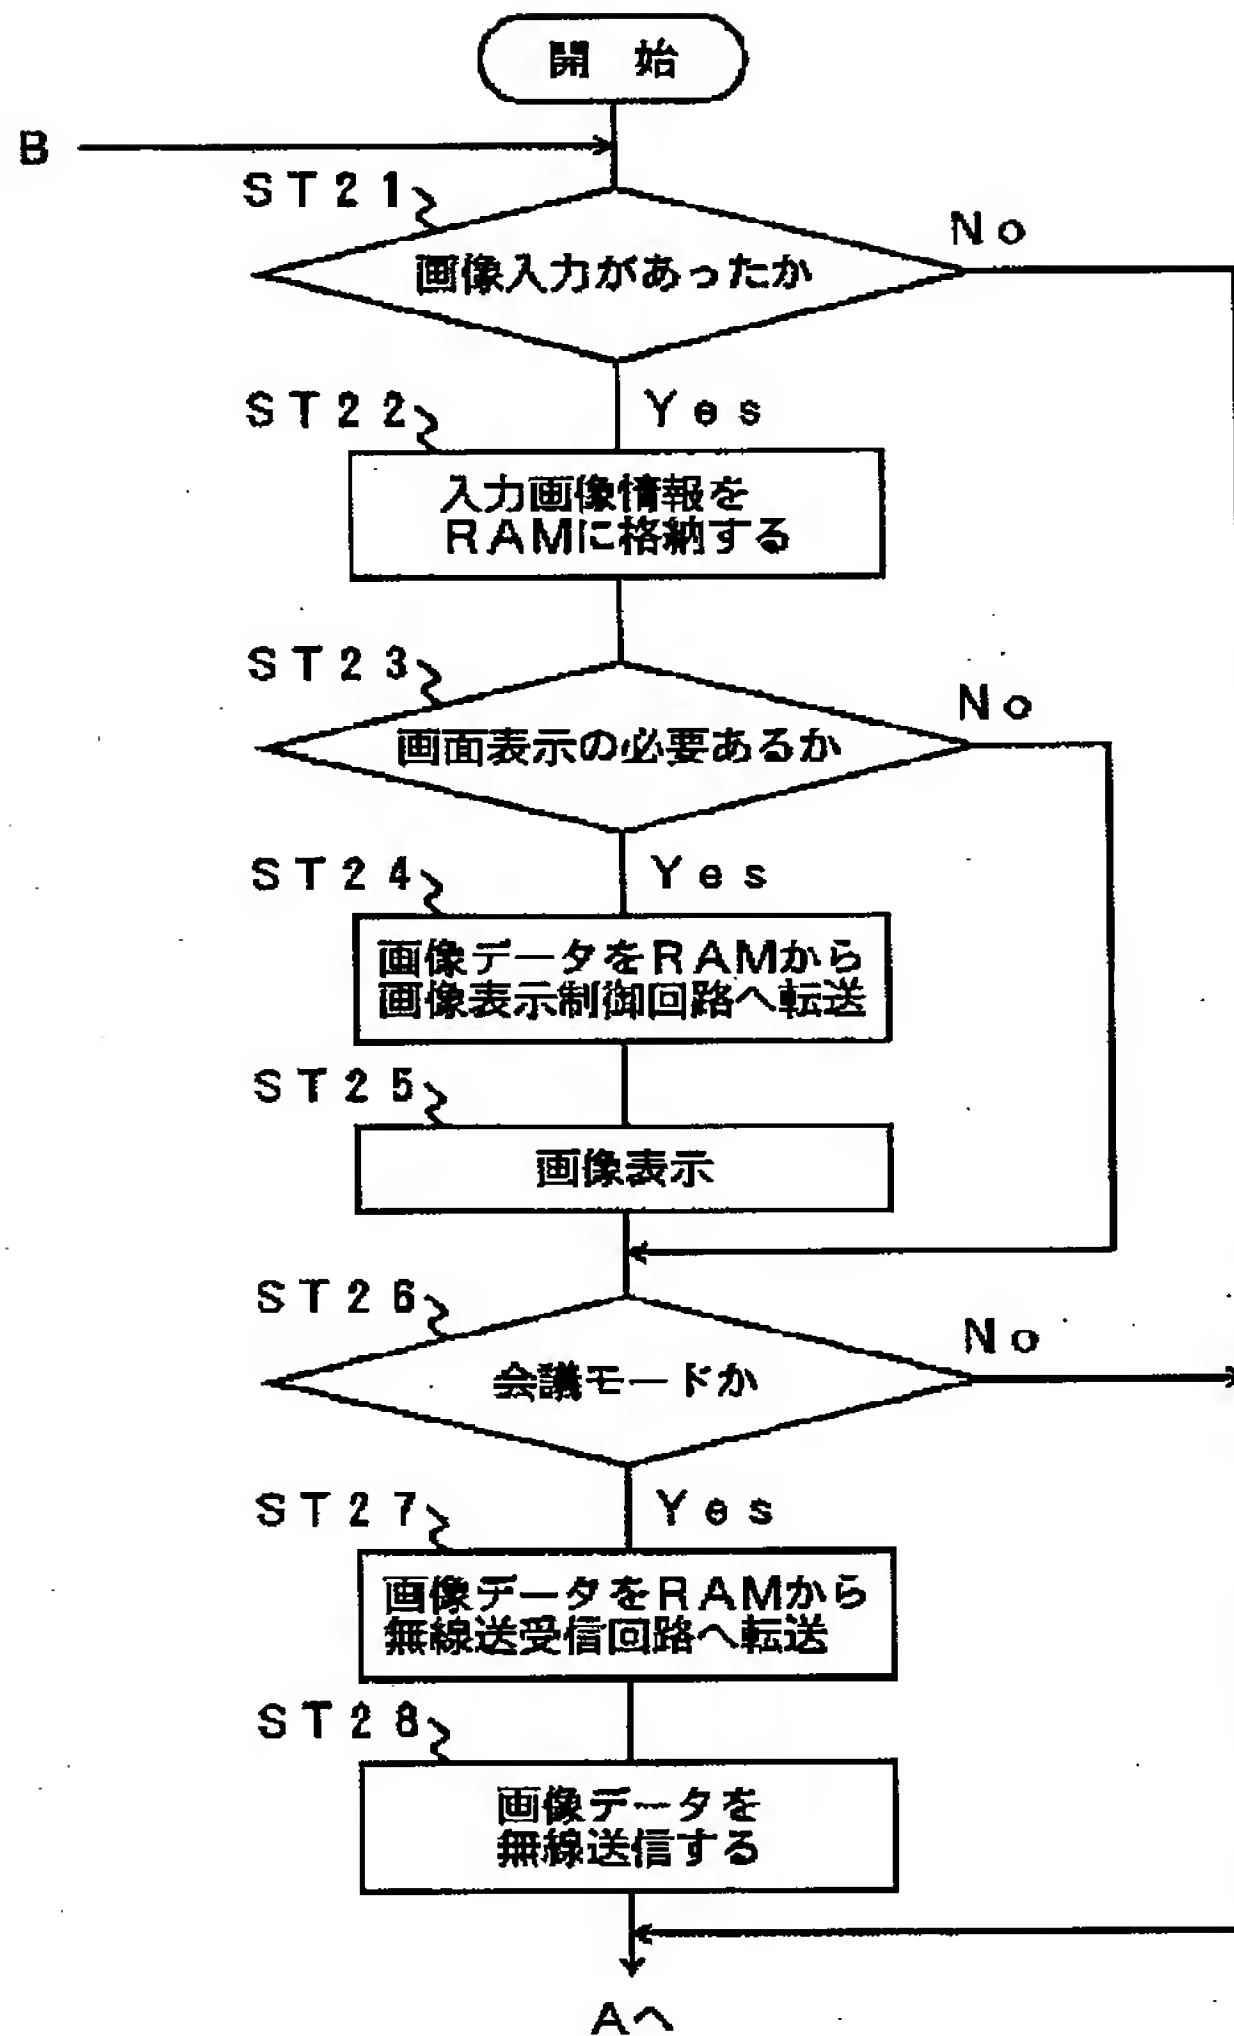 開 始
B
ST21
No
画像入力があったか
ST22
Yes
入力画像情報を
RAMに格納する
ST23
No
画面表示の必要あるか
ST24
Yes
画像データをRAMから
画像表示制御回路へ転送
ST25
画像表示
ST26
No
会議モードか
ST27
Yes
画像データをRAMから
無線送受信回路へ転送
ST28
画像データを
無線送信する
Aへ